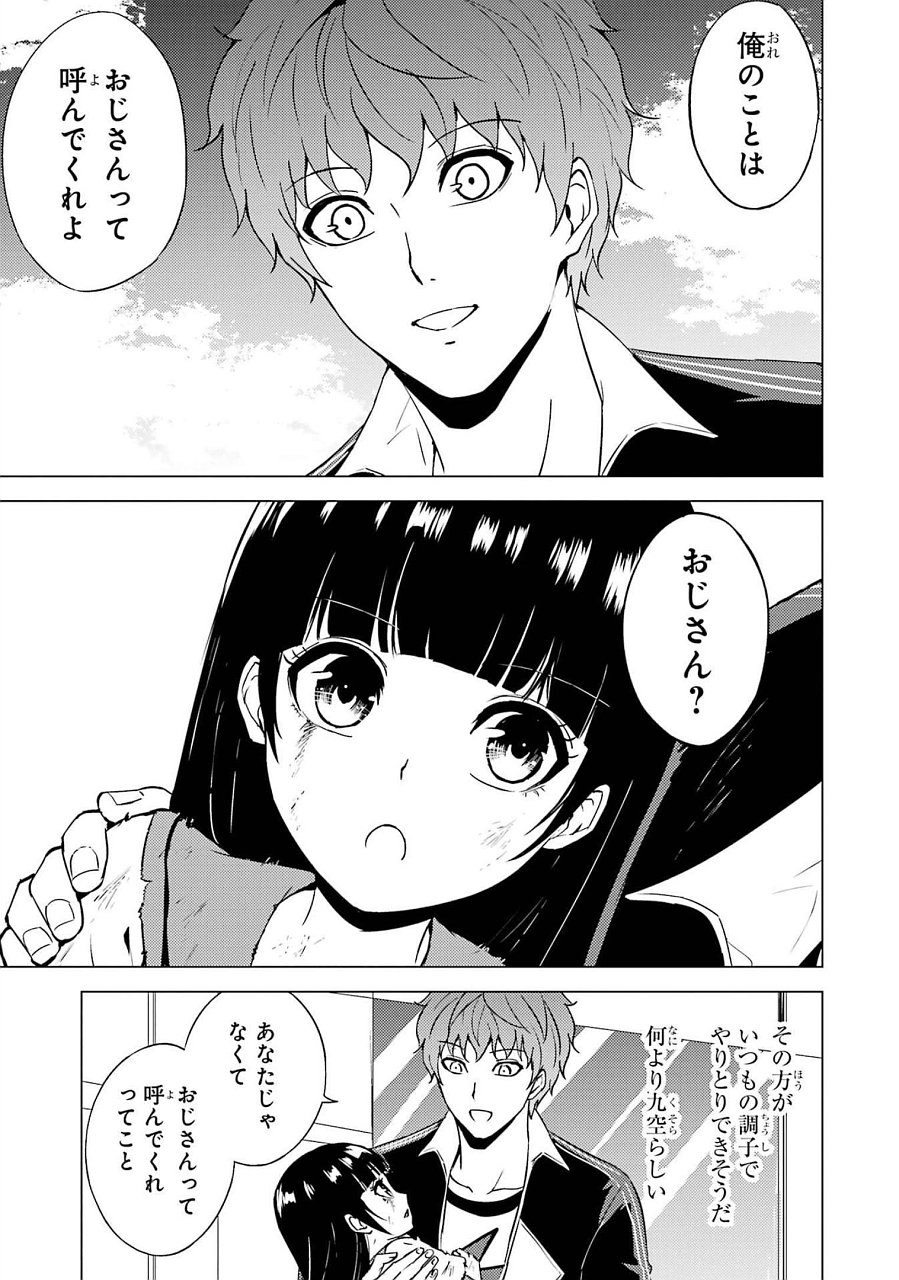 俺のことは
おじさんって
呼んでくれよ
おじさん？
その方が
いつもの調子で
やりとりできそうだ
何より九空らしい
あなたじゃ
なくて
おじさんって
呼んでくれ
ってこと